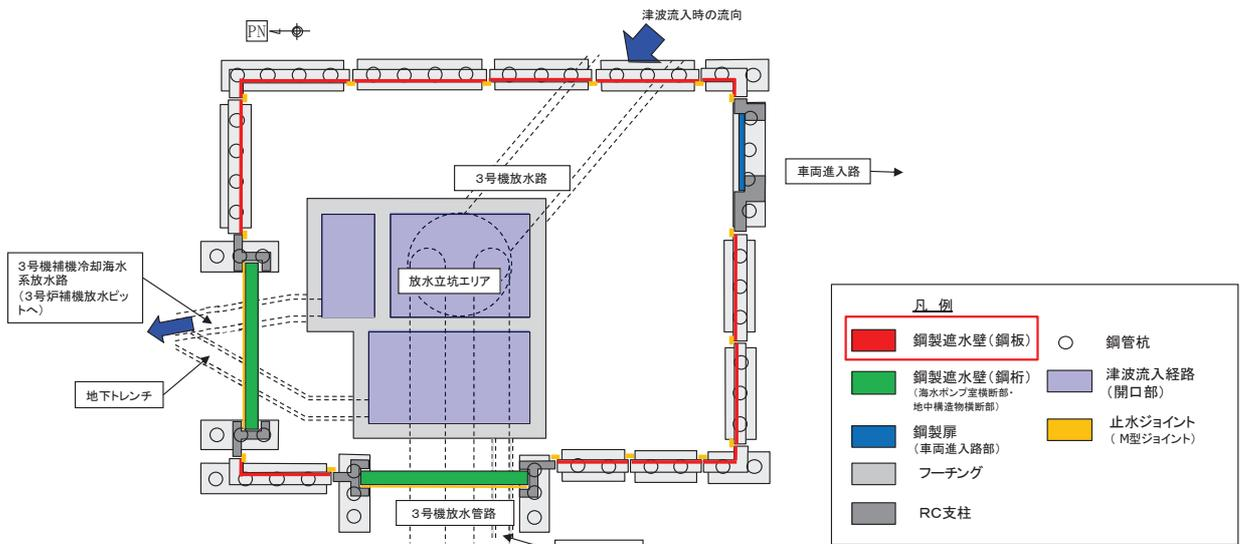 津波流入時の流向
PN
3号機放水路
車両進入路
3号機補機冷却海水
系放水路
(3号炉補機放水ピッ
トへ)
放水立坑エリア
地下トレンチ
3号機放水管路
凡 例
鋼製遮水壁(鋼板)
鋼製遮水壁(鋼桁)
(海水ポンプ室横断部・
地中構造物横断部)
鋼製扉
(車両進入路部)
フーチング
RC支柱
鋼管杭
津波流入経路
(開口部)
止水ジョイント
( M型ジョイント)